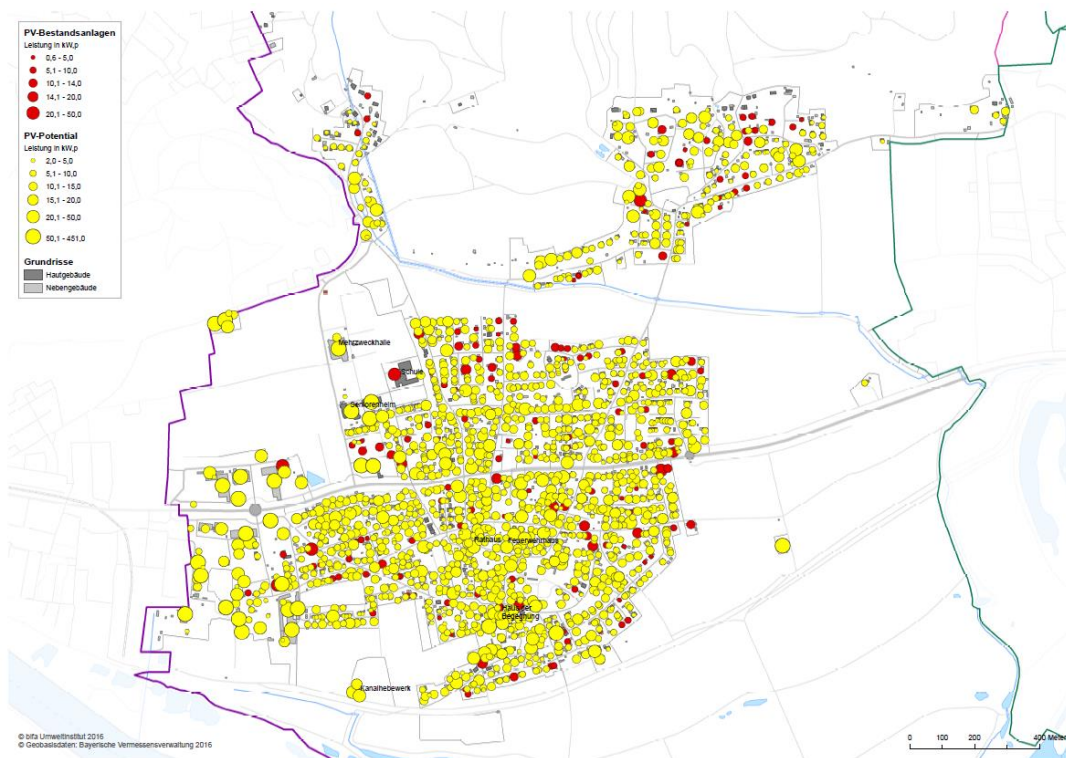 PV-Bestandsanlagen
Leistung in kW,p
0,6 - 5,0
5,1 - 10,0
10,1 - 14,0
14,1 - 20,0
20,1 - 50,0
PV-Potential
Leistung in kW,p
2,0 - 5,0
5,1 - 10,0
10,1 - 15,0
15,1 - 20,0
20,1 - 50,0
50,1 - 451,0
Grundrisse
Hautgebäude
Nebengebäude
Mehrzweckhalle
Schule
Seniorenheim
Rathaus
Feuerwehrhaus
Haus der
Begegnung
Kanalhebewerk
© bifa Umweltinstitut 2016
© Geobasisdaten: Bayerische Vermessensverwaltung 2016
0 100 200 400 Meter